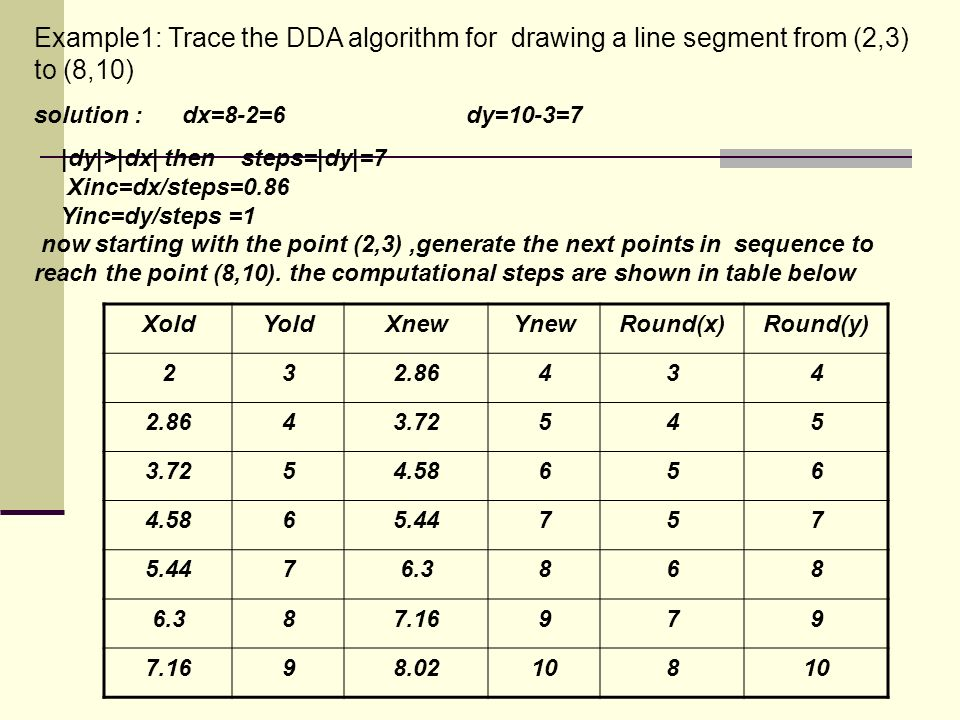 Example1: Trace the DDA algorithm for drawing a line segment from (2,3)
to (8,10)
solution : dx=8-2=6 dy=10-3=7
|dy|>|dx| then steps=|dy|=7
Xinc=dx/steps=0.86
Yinc=dy/steps =1
now starting with the point (2,3) ,generate the next points in sequence to
reach the point (8,10). the computational steps are shown in table below
Xold Yold Xnew Ynew Round(x) Round(y)
2 3 2.86 4 3 4
2.86 4 3.72 5 4 5
3.72 5 4.58 6 5 6
4.58 6 5.44 7 5 7
5.44 7 6.3 8 6 8
6.3 8 7.16 9 7 9
7.16 9 8.02 10 8 10